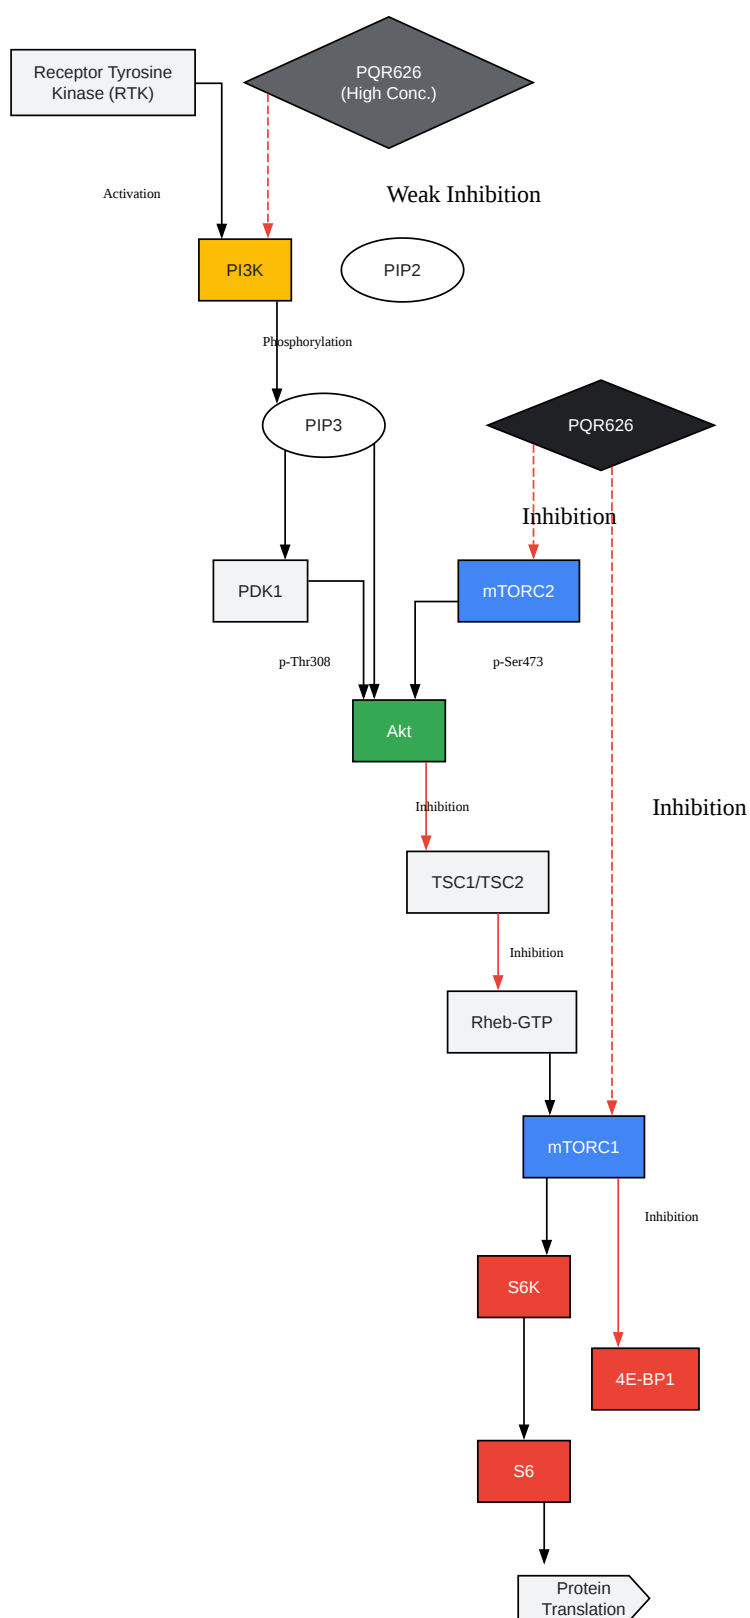 Receptor Tyrosine
Kinase (RTK)
PQR626
(High Conc.)
Activation
Weak Inhibition
PI3K
PIP2
Phosphorylation
PIP3
PQR626
Inhibition
PDK1
mTORC2
p-Thr308
p-Ser473
Akt
Inhibition
Inhibition
TSC1/TSC2
Inhibition
Rheb-GTP
mTORC1
Inhibition
S6K
4E-BP1
S6
Protein
Translation